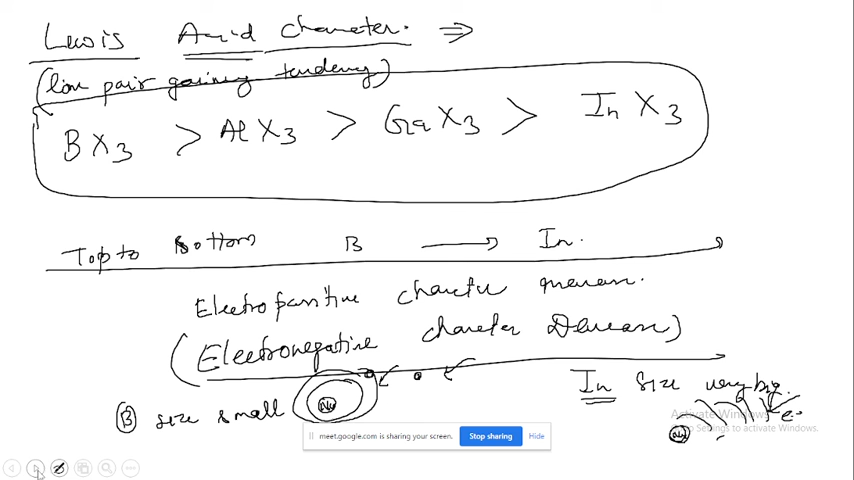 Lewis Acid Character. ⇒
(lone pair gaining tendency)
BX3 > AlX3 > GaX3 > InX3
Top to Bottom B ⟶ In.
Electropositive character
(Electronegative character Decreases)
(B) size small Nu In size very big.
e-
Nu
Activate Windows
Go to Settings to activate Windows.
meet.google.com is sharing your screen. Stop sharing Hide